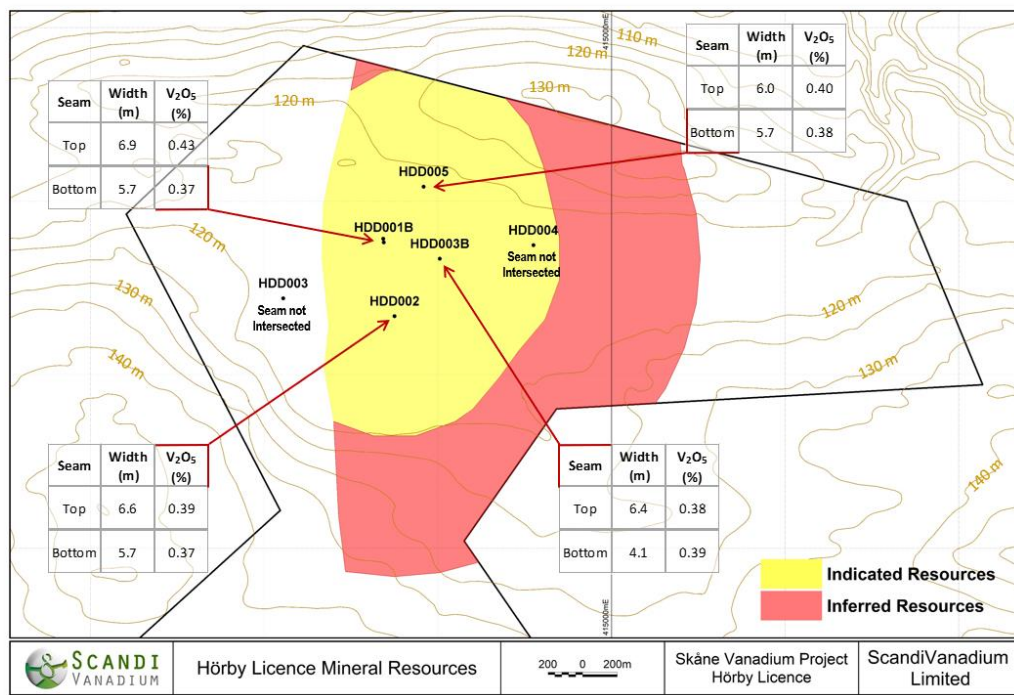 110 m
120 m
130 m
415000mE
Seam Width (m) V₂O₅ (%)
Top 6.0 0.40
Bottom 5.7 0.38
120 m
Seam Width (m) V₂O₅ (%)
Top 6.9 0.43
Bottom 5.7 0.37
HDD005
HDD001B
HDD003B
HDD004
Seam not
Intersected
120 m
HDD003
Seam not
Intersected
HDD002
130 m
140 m
120 m
130 m
140 m
Seam Width (m) V₂O₅ (%)
Top 6.6 0.39
Bottom 5.7 0.37
Seam Width (m) V₂O₅ (%)
Top 6.4 0.38
Bottom 4.1 0.39
415000mE
Indicated Resources
Inferred Resources
SCANDI
VANADIUM
Hörby Licence Mineral Resources
200 0 200m
Skåne Vanadium Project
Hörby Licence
ScandiVanadium
Limited